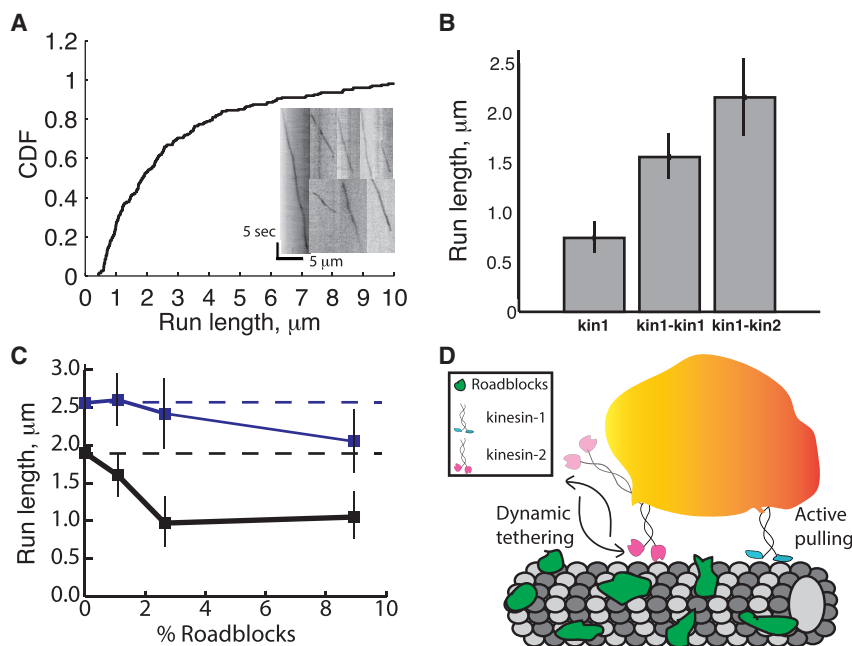 A
CDF
1.2
1
0.8
0.6
0.4
0.2
0
0 1 2 3 4 5 6 7 8 9 10
Run length, μm
5 sec
5 μm
B
Run length, μm
2.5
2.0
1.5
1.0
0.5
0
kin1 kin1-kin1 kin1-kin2
C
Run length, μm
3.0
2.5
2.0
1.5
1.0
0.5
0.0
0 2 4 6 8 10
% Roadblocks
D
Roadblocks
kinesin-1
kinesin-2
Dynamic
tethering
Active
pulling